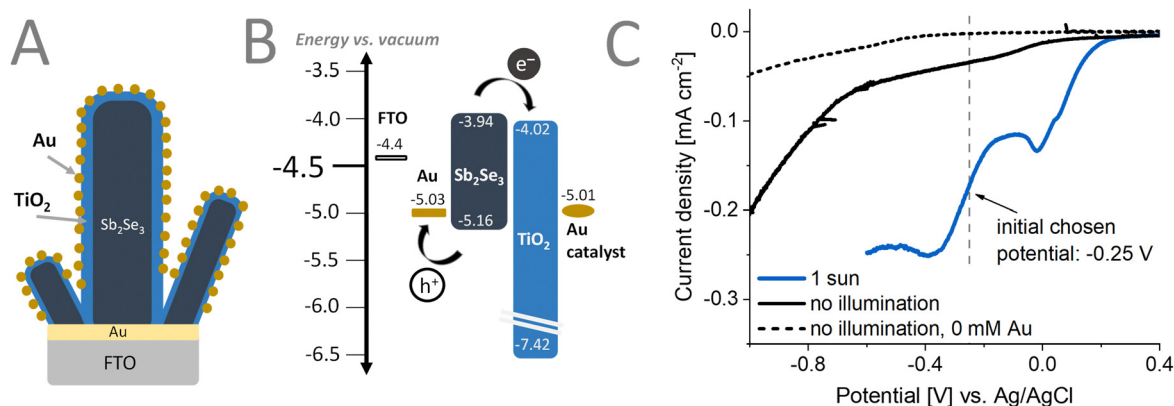 A
Au
TiO2
Sb2Se3
Au
FTO
B
Energy vs. vacuum
-3.5
-4.0
-4.5
-5.0
-5.5
-6.0
-6.5
e−
FTO
-4.4
-3.94
-4.02
Au
Sb2Se3
-5.03
-5.01
-5.16
TiO2
Au
catalyst
h+
-7.42
C
Current density [mA cm-2]
0.0
-0.1
-0.2
-0.3
initial chosen
potential: -0.25 V
1 sun
no illumination
no illumination, 0 mM Au
-0.8
-0.4
0.0
0.4
Potential [V] vs. Ag/AgCl